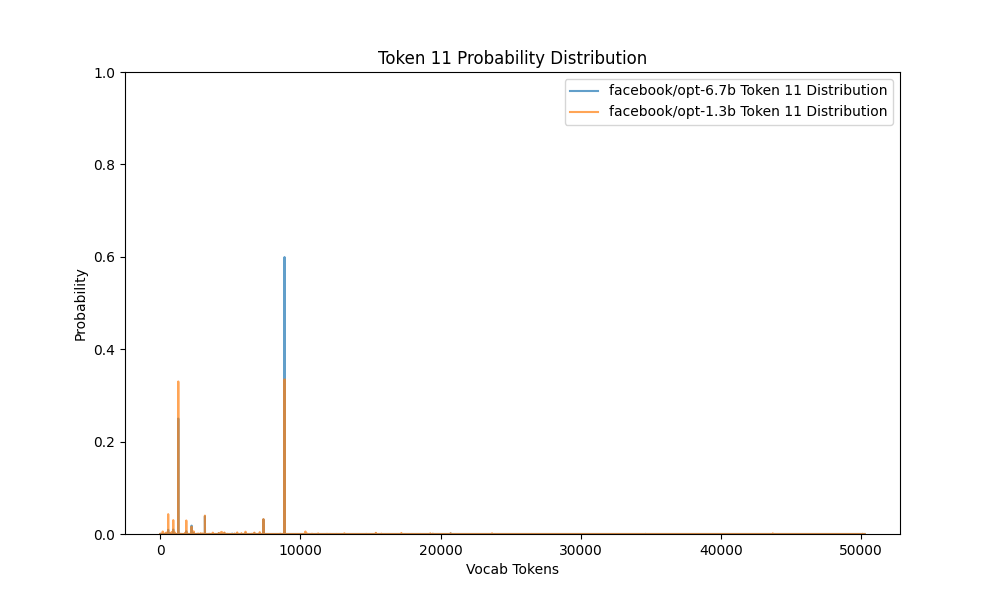 Token 11 Probability Distribution
facebook/opt-6.7b Token 11 Distribution
facebook/opt-1.3b Token 11 Distribution
Probability
1.0
0.8
0.6
0.4
0.2
0.0
0 10000 20000 30000 40000 50000
Vocab Tokens